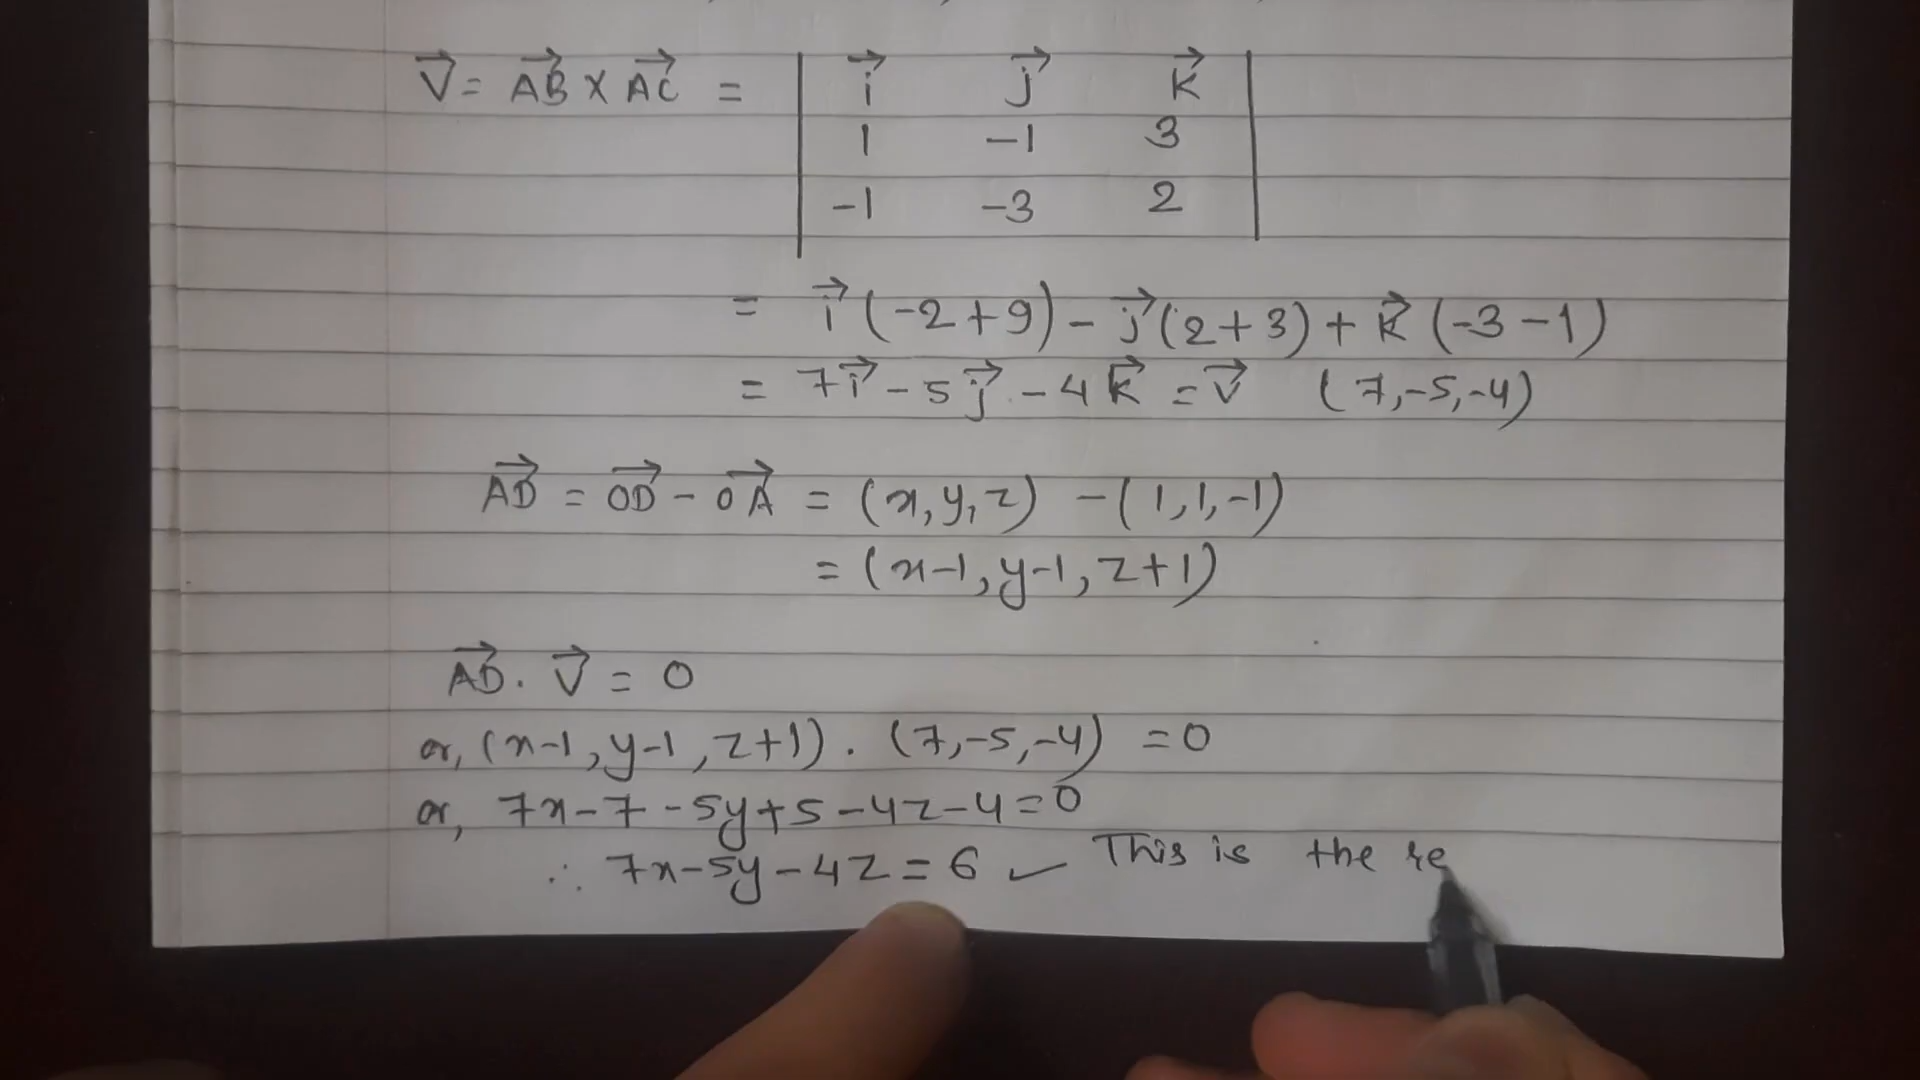 V⃗ = AB⃗ × AC⃗ = | i⃗ j⃗ k⃗ |
1 -1 3
-1 -3 2
= i⃗ (-2+9) - j⃗ (2+3) + k⃗ (-3-1)
= 7i⃗ - 5j⃗ - 4k⃗ = V⃗ (7,-5,-4)
AD⃗ = OD⃗ - OA⃗ = (x,y,z) - (1,1,-1)
= (x-1, y-1, z+1)
AD⃗ . V⃗ = 0
or, (x-1, y-1, z+1) . (7,-5,-4) = 0
or, 7x-7-5y+5-4z-4=0
∴ 7x-5y-4z = 6 ✓ This is the re